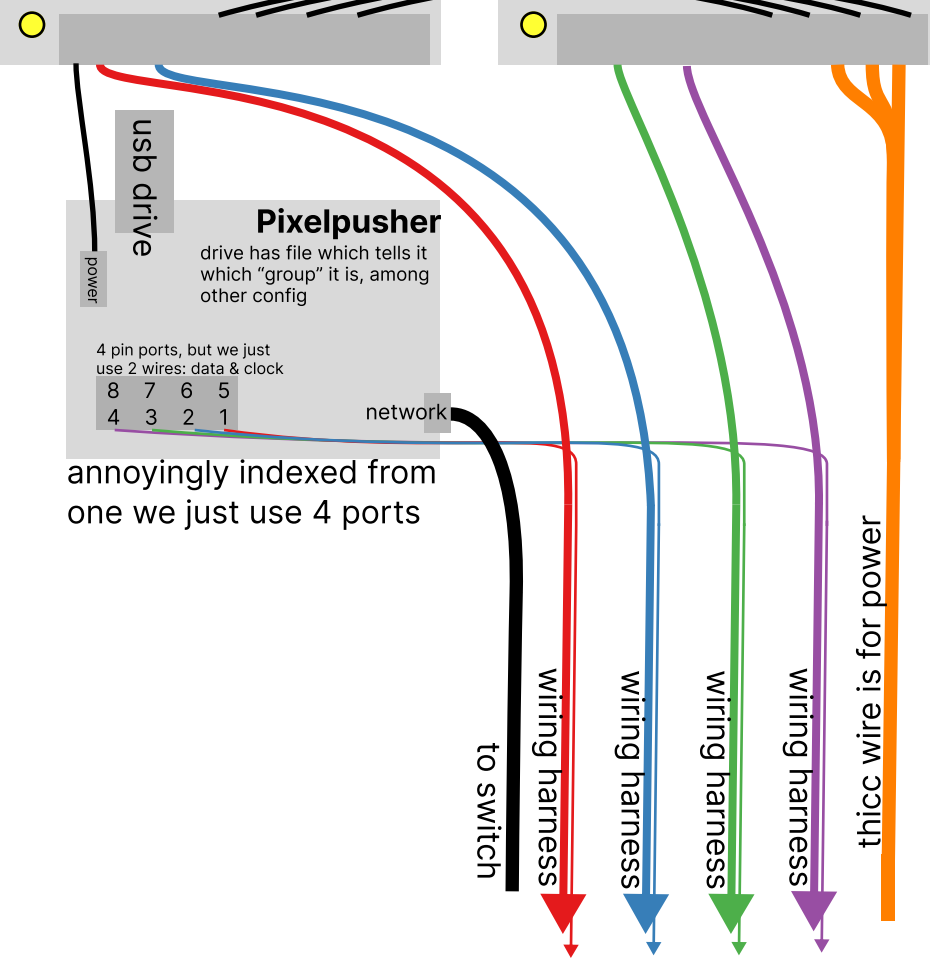 usb drive
Pixelpusher
drive has file which tells it
which “group” it is, among
other config
power
4 pin ports, but we just
use 2 wires: data & clock
8 7 6 5
4 3 2 1
network
annoyingly indexed from
one we just use 4 ports
to switch
wiring harness
wiring harness
wiring harness
wiring harness
thicc wire is for power